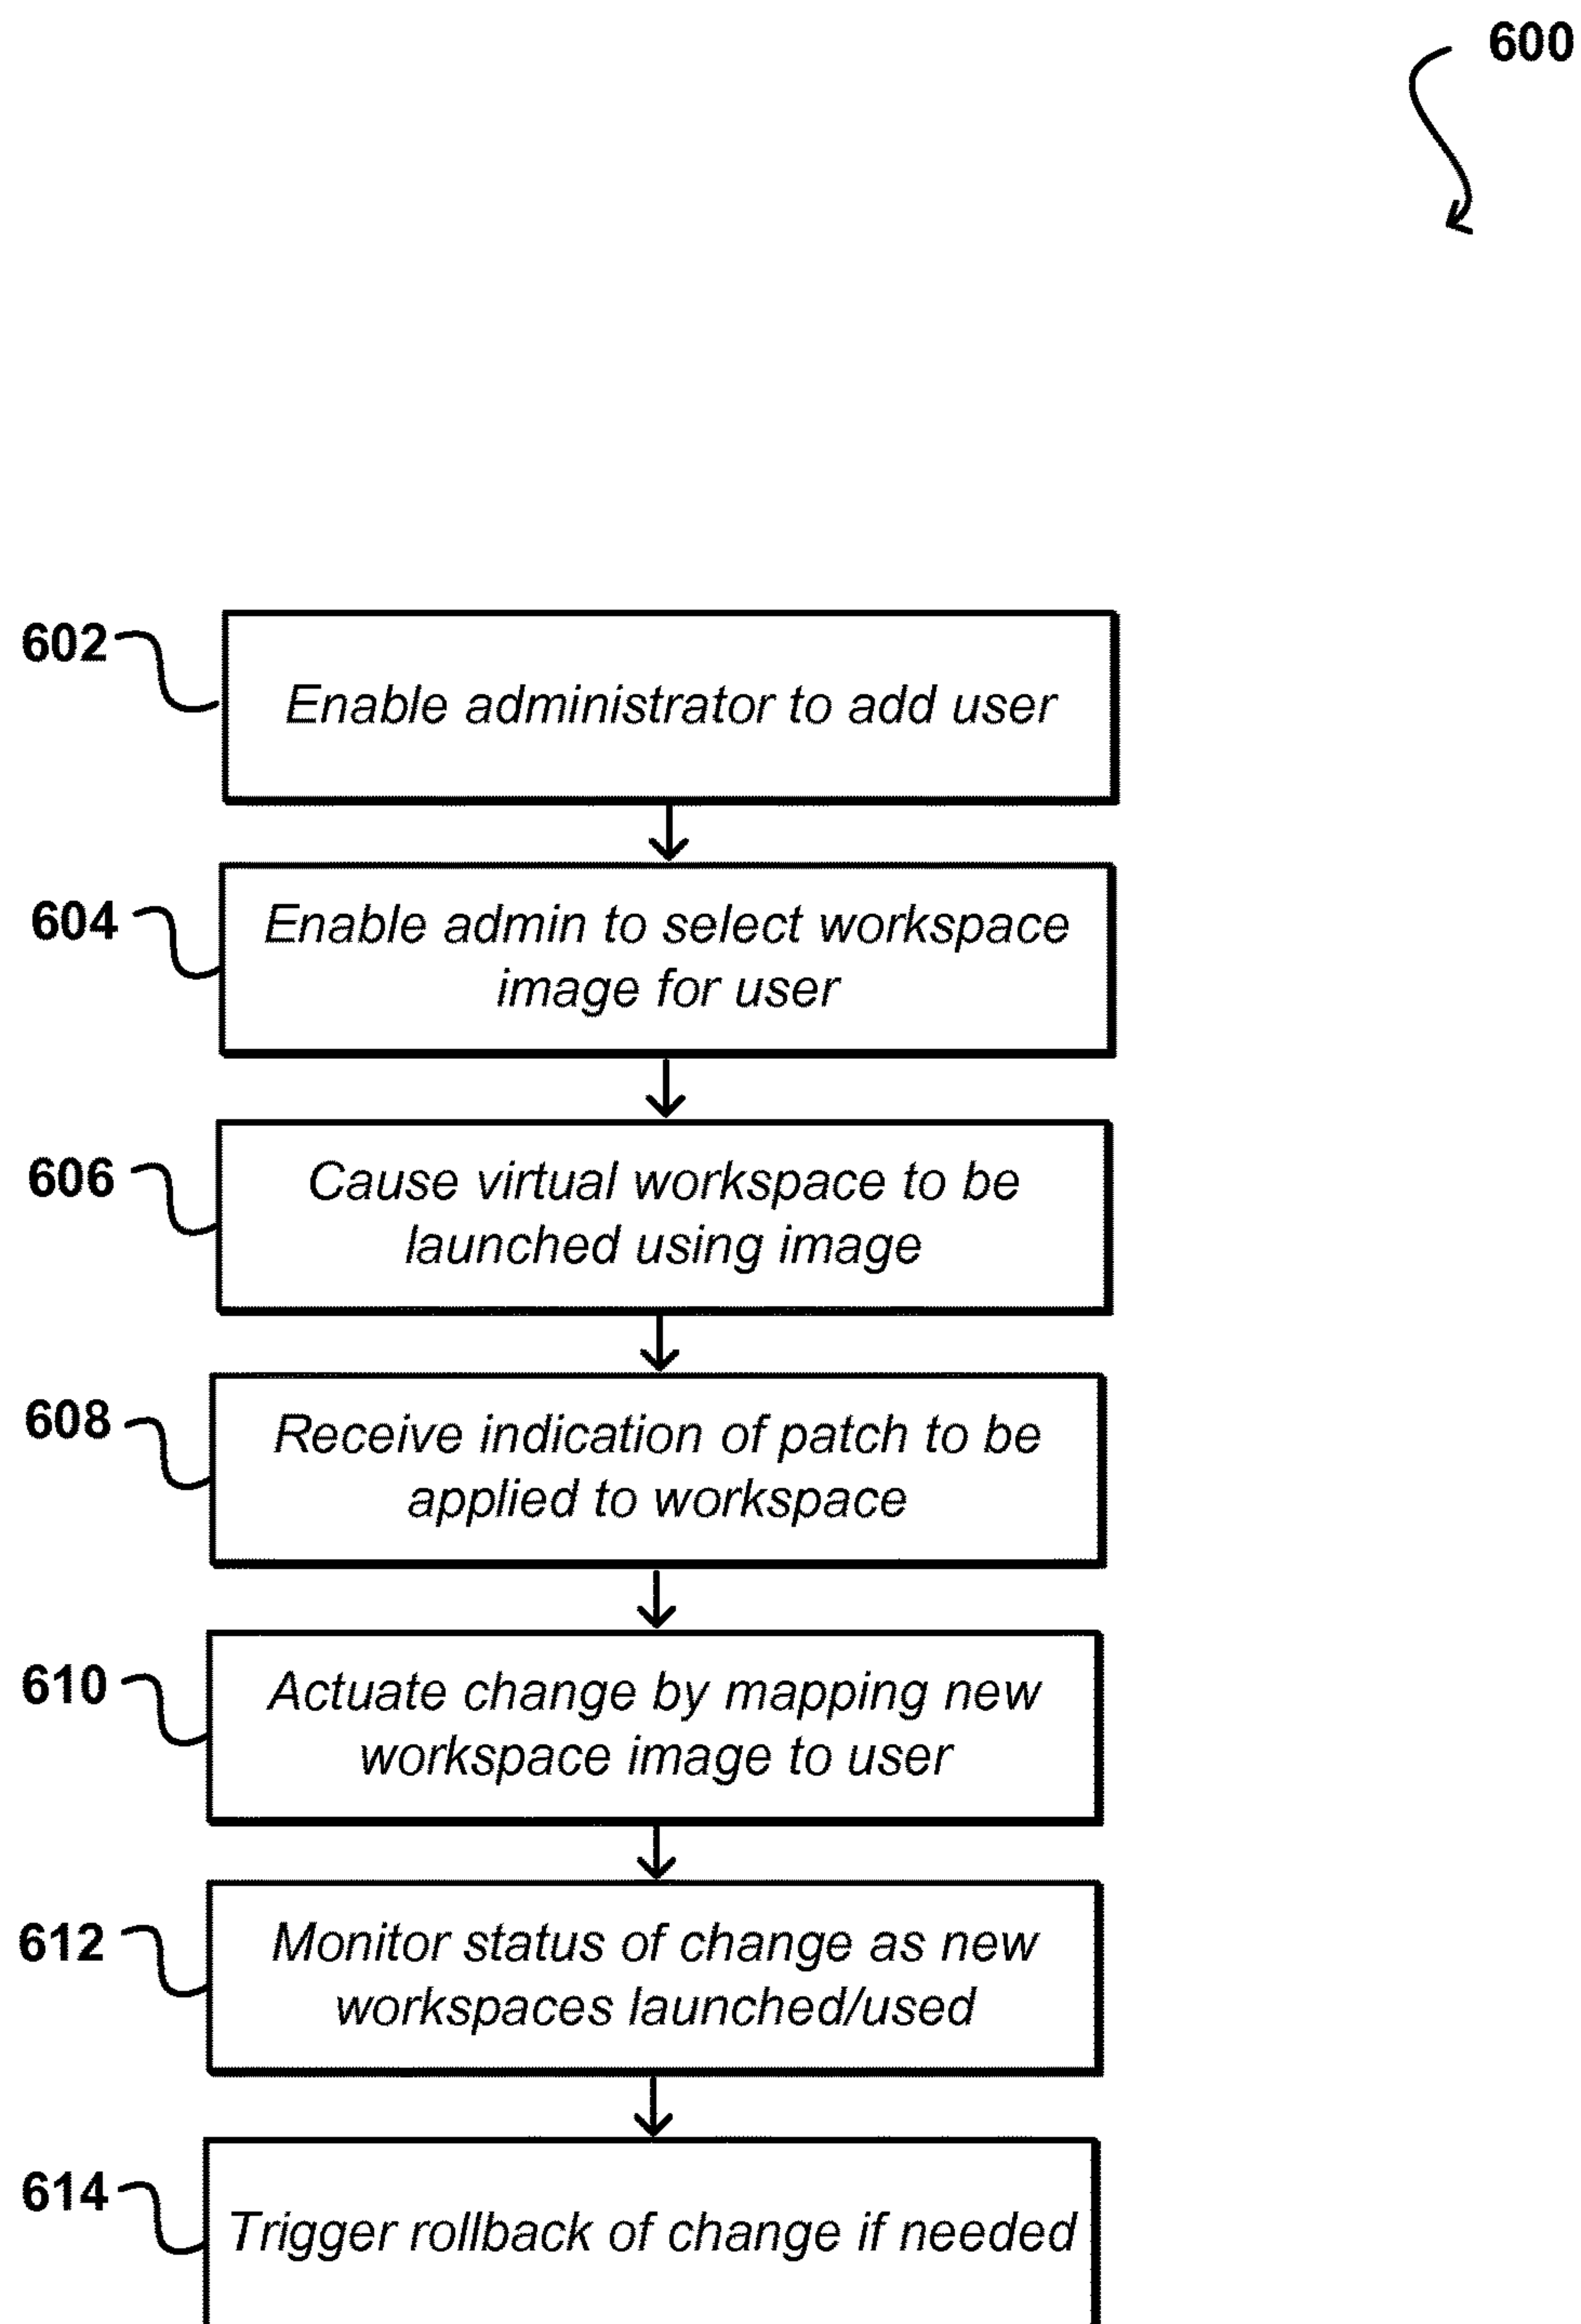 600
602
Enable administrator to add user
604
Enable admin to select workspace
image for user
606
Cause virtual workspace to be
launched using image
608
Receive indication of patch to be
applied to workspace
610
Actuate change by mapping new
workspace image to user
612
Monitor status of change as new
workspaces launched/used
614
Trigger rollback of change if needed